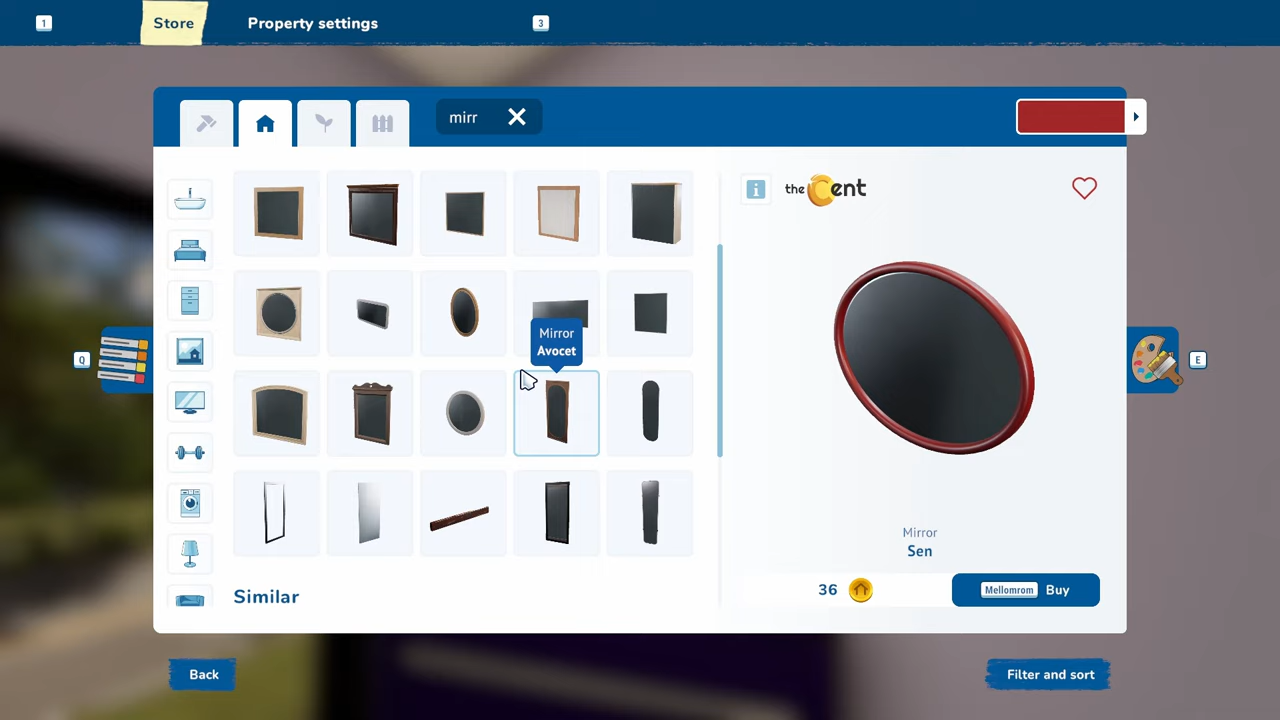 1
Store
Property settings
3
mirr
the Cent
Mirror
Avocet
Q
E
Mirror
Sen
36
Mellomrom
Buy
Similar
Back
Filter and sort